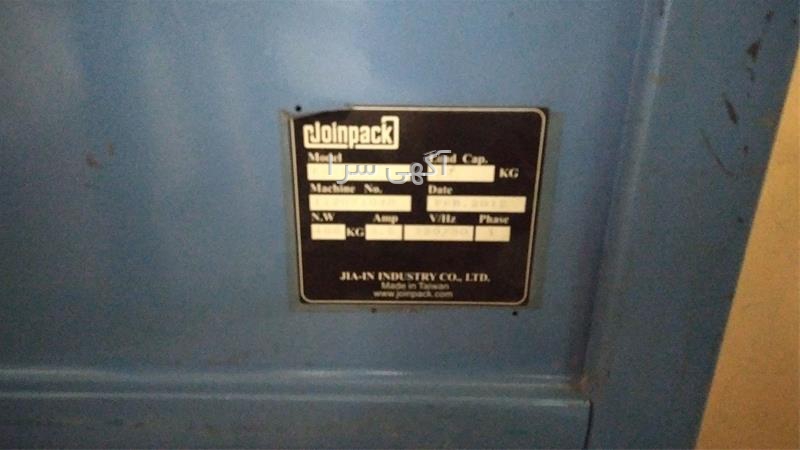 Joinpack
Model Load Cap.
آگهی سرا
KG
Machine No. Date
FEB.2012
N.W Amp V/Hz Phase
KG 1
JIA-IN INDUSTRY CO., LTD.
Made in Taiwan
www.joinpack.com